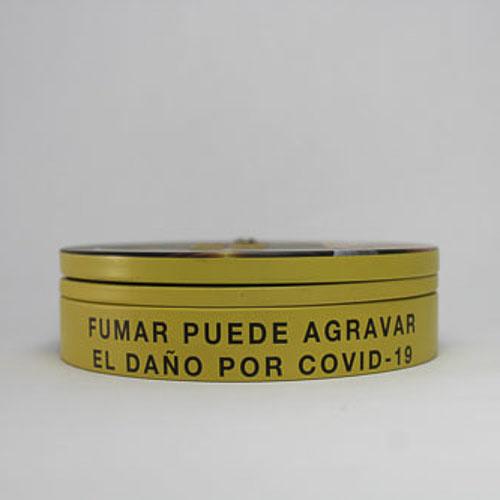 FUMAR PUEDE AGRAVAR
EL DAÑO POR COVID-19